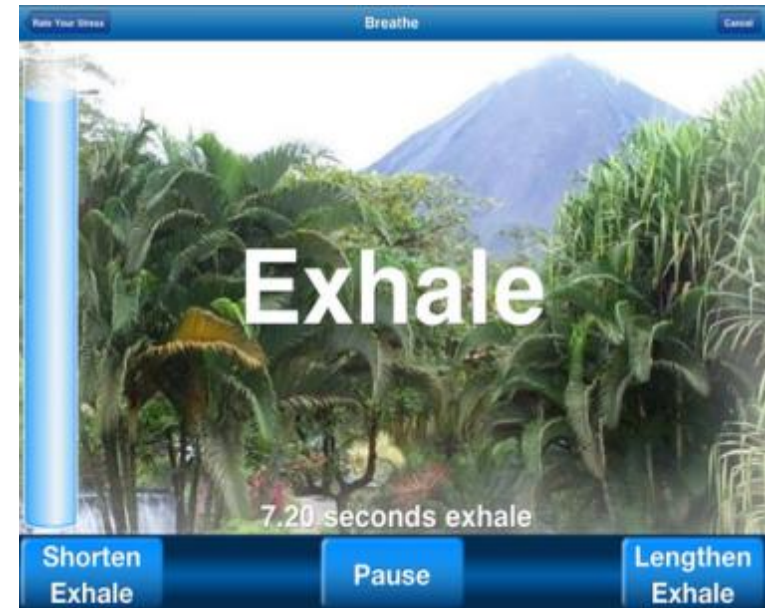 Rate Your Stress
Breathe
Cancel
Exhale
7.20 seconds exhale
Shorten
Exhale
Pause
Lengthen
Exhale